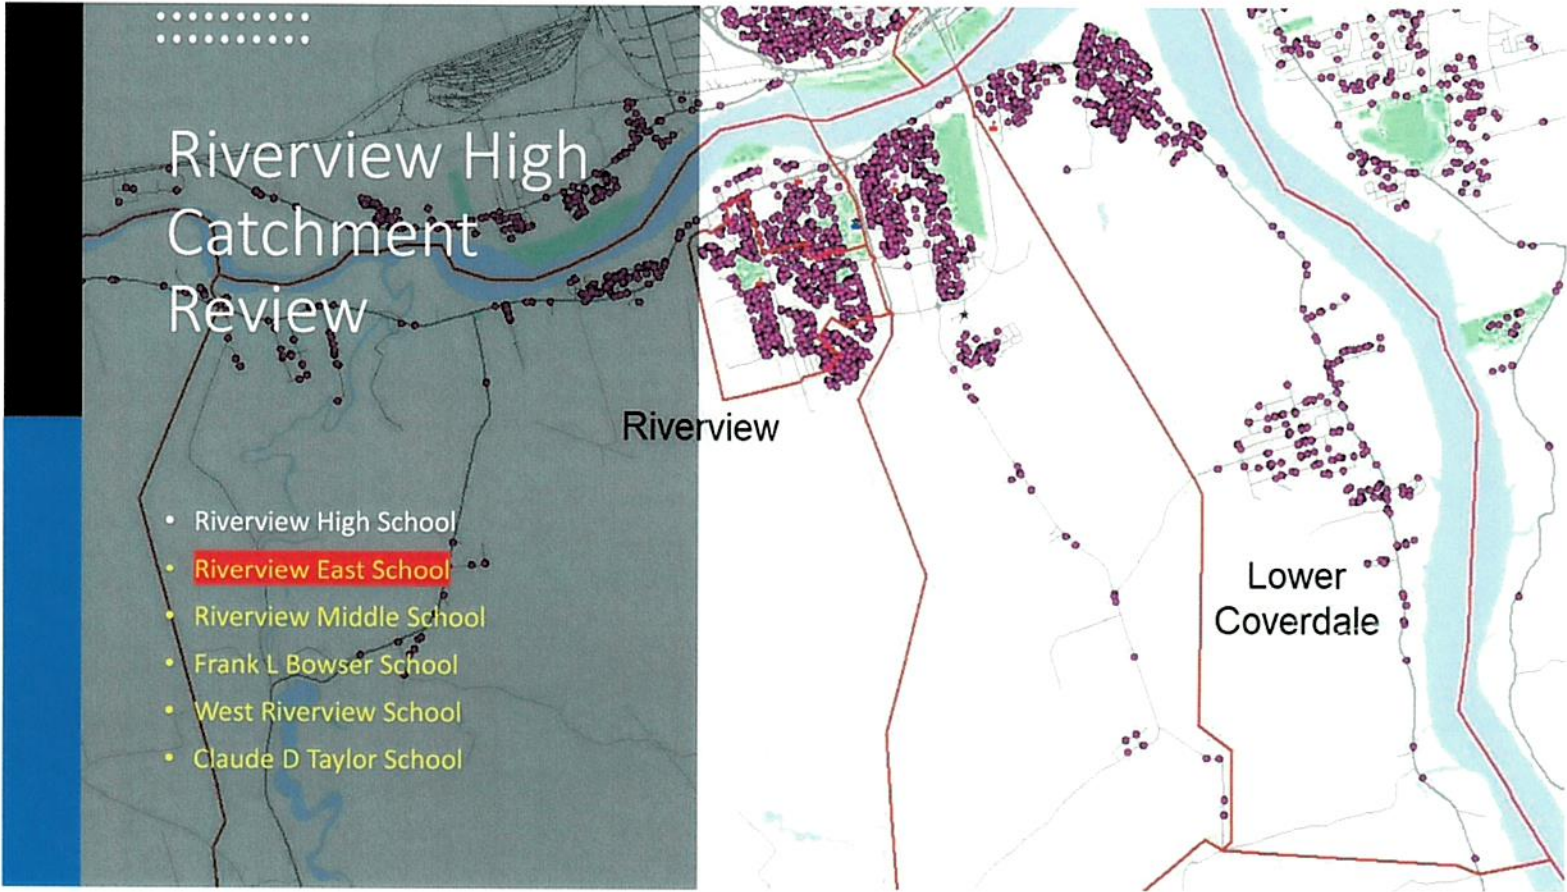 Riverview High
Catchment
Review
• Riverview High School
• Riverview East School
• Riverview Middle School
• Frank L Bowser School
• West Riverview School
• Claude D Taylor School
Riverview
Lower
Coverdale